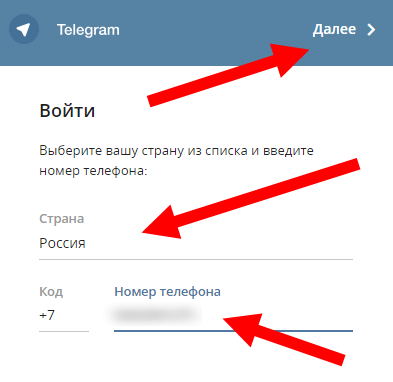 Telegram
Далее
Войти
Выберите вашу страну из списка и введите
номер телефона:
Страна
Россия
Код
Номер телефона
+7